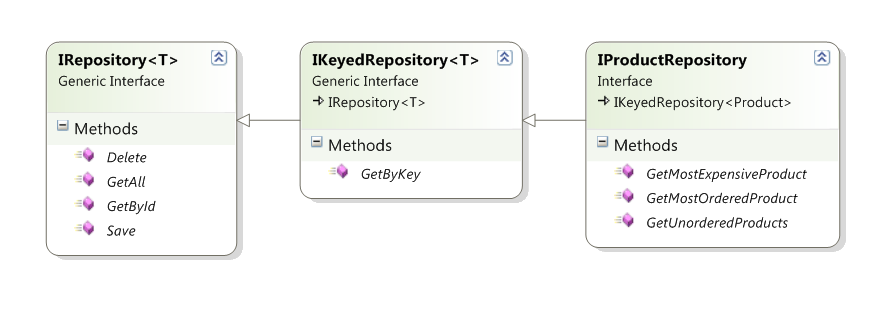 IRepository<T>
Generic Interface
Methods
Delete
GetAll
GetById
Save
IKeyedRepository<T>
Generic Interface
IRepository<T>
Methods
GetByKey
IProductRepository
Interface
IKeyedRepository<Product>
Methods
GetMostExpensiveProduct
GetMostOrderedProduct
GetUnorderedProducts